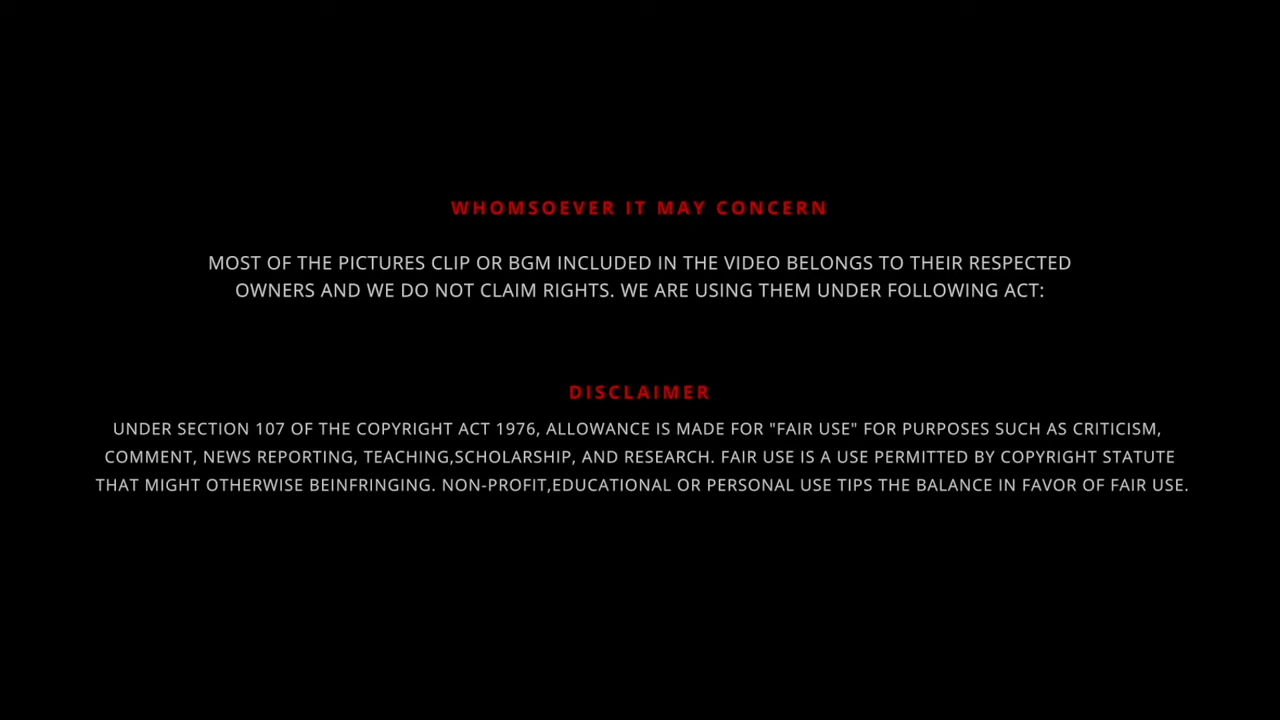 WHOMSOEVER IT MAY CONCERN
MOST OF THE PICTURES CLIP OR BGM INCLUDED IN THE VIDEO BELONGS TO THEIR RESPECTED
OWNERS AND WE DO NOT CLAIM RIGHTS. WE ARE USING THEM UNDER FOLLOWING ACT:
DISCLAIMER
UNDER SECTION 107 OF THE COPYRIGHT ACT 1976, ALLOWANCE IS MADE FOR "FAIR USE" FOR PURPOSES SUCH AS CRITICISM,
COMMENT, NEWS REPORTING, TEACHING,SCHOLARSHIP, AND RESEARCH. FAIR USE IS A USE PERMITTED BY COPYRIGHT STATUTE
THAT MIGHT OTHERWISE BEINFRINGING. NON-PROFIT,EDUCATIONAL OR PERSONAL USE TIPS THE BALANCE IN FAVOR OF FAIR USE.